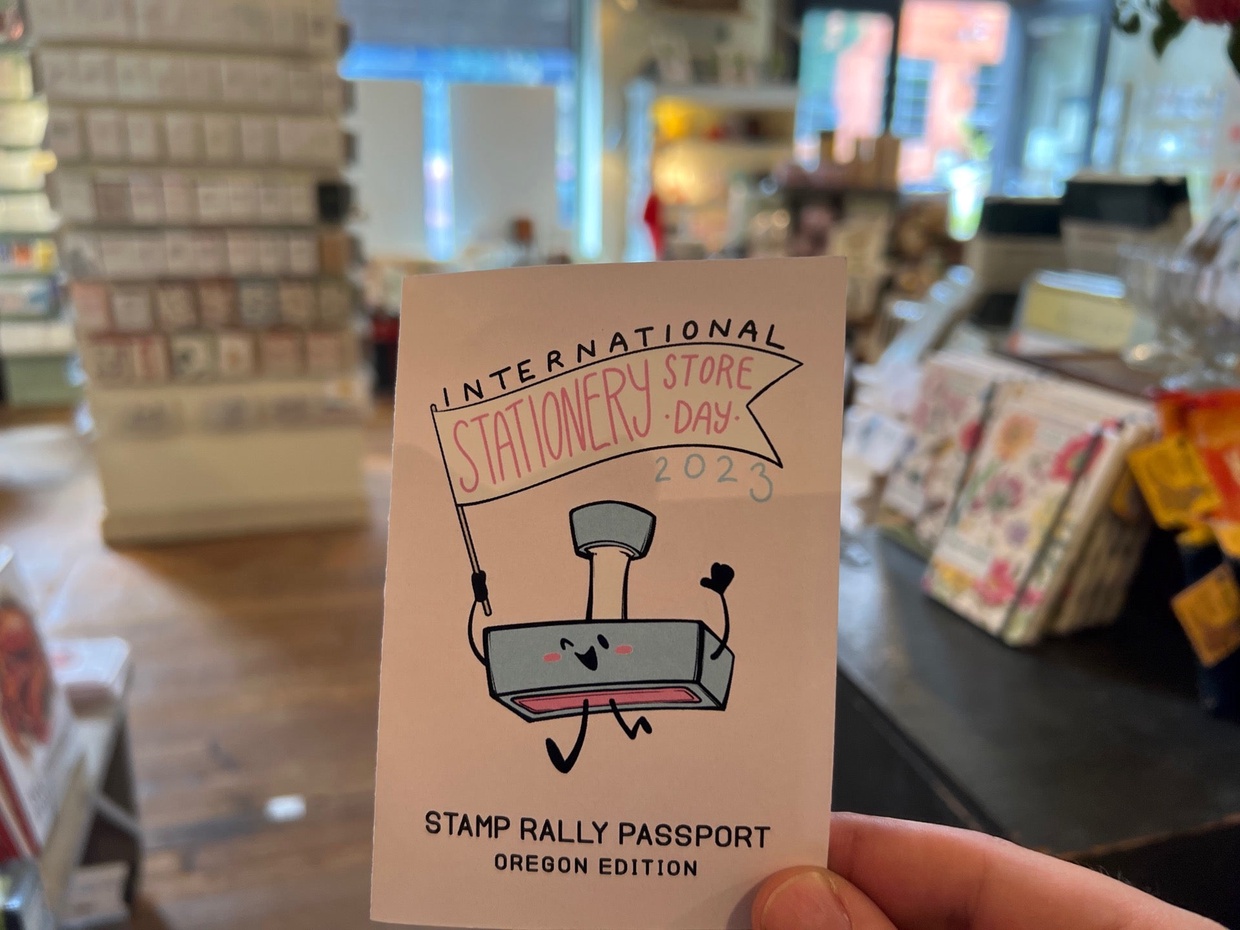 INTERNATIONAL
STATIONERY STORE
·DAY·
2023
STAMP RALLY PASSPORT
OREGON EDITION